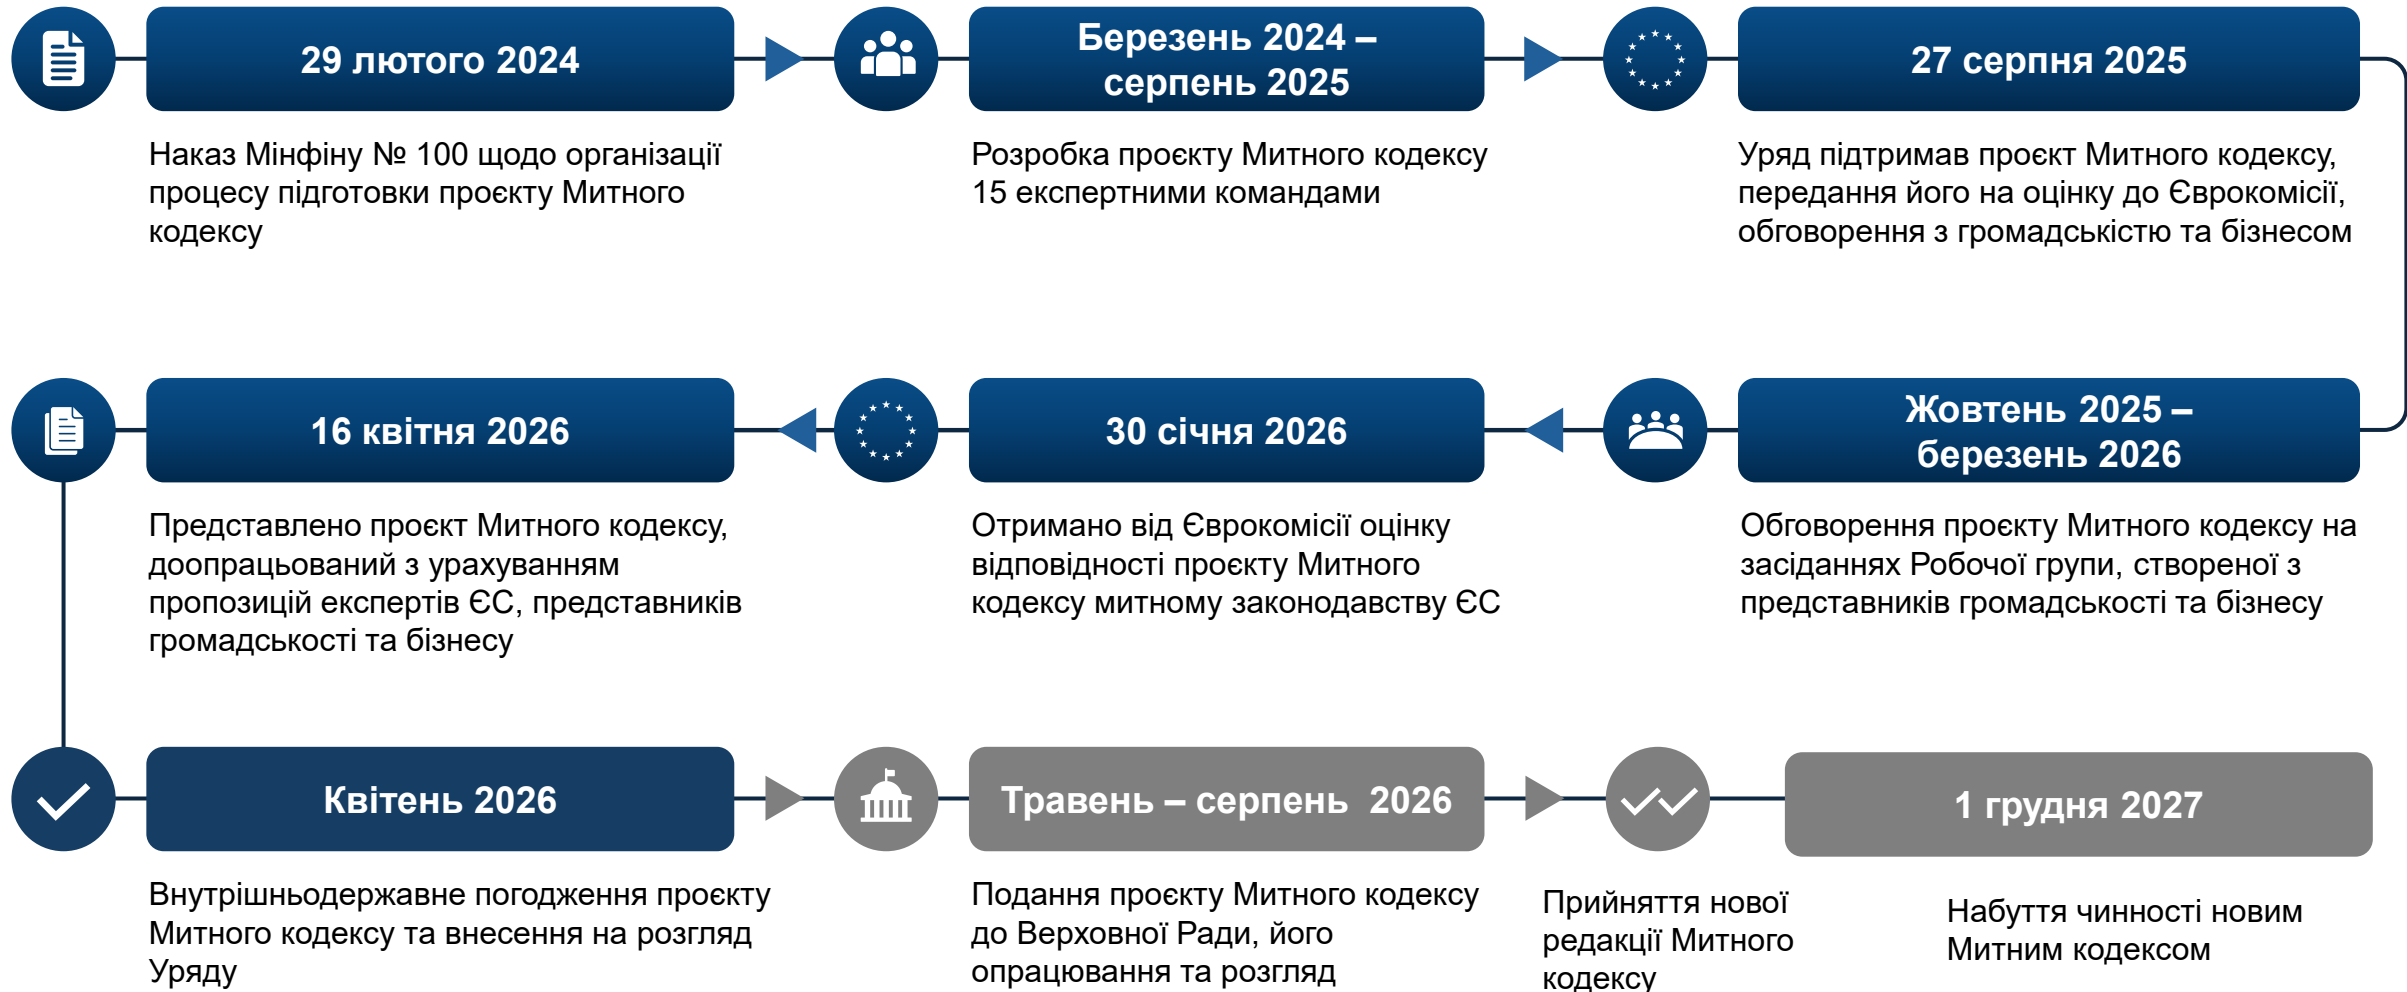 29 лютого 2024
Наказ Мінфіну № 100 щодо організації
процесу підготовки проєкту Митного
кодексу
Березень 2024 –
серпень 2025
Розробка проєкту Митного кодексу
15 експертними командами
27 серпня 2025
Уряд підтримав проєкт Митного кодексу,
передання його на оцінку до Єврокомісії,
обговорення з громадськістю та бізнесом
Жовтень 2025 –
березень 2026
Обговорення проєкту Митного кодексу на
засіданнях Робочої групи, створеної з
представників громадськості та бізнесу
30 січня 2026
Отримано від Єврокомісії оцінку
відповідності проєкту Митного
кодексу митному законодавству ЄС
16 квітня 2026
Представлено проєкт Митного кодексу,
доопрацьований з урахуванням
пропозицій експертів ЄС, представників
громадськості та бізнесу
Квітень 2026
Внутрішньодержавне погодження проєкту
Митного кодексу та внесення на розгляд
Уряду
Травень – серпень 2026
Подання проєкту Митного кодексу
до Верховної Ради, його
опрацювання та розгляд
Прийняття нової
редакції Митного
кодексу
1 грудня 2027
Набуття чинності новим
Митним кодексом